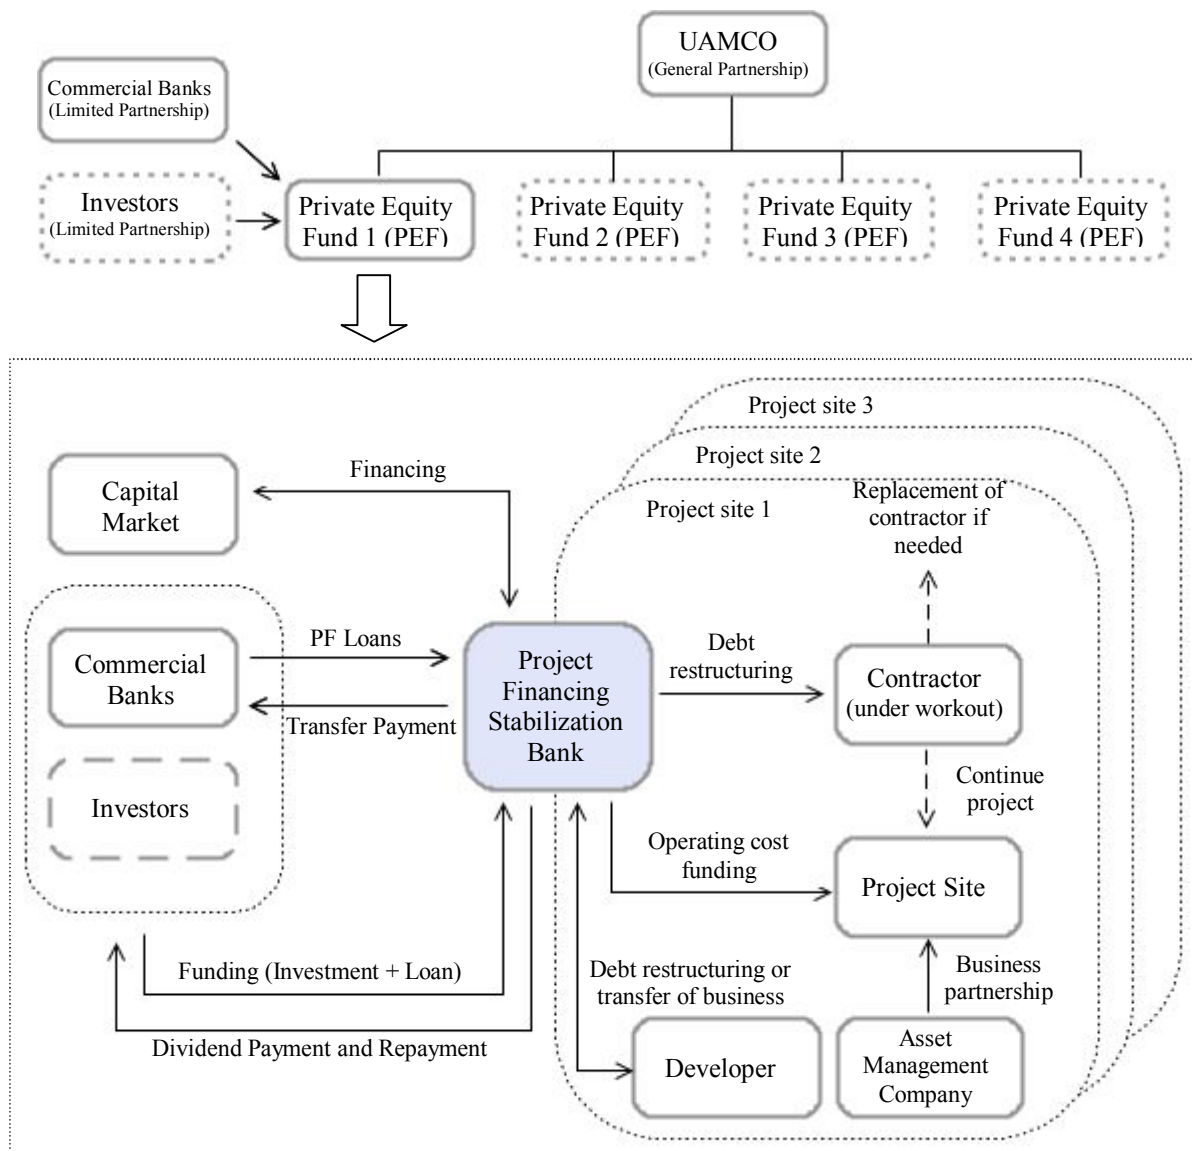 UAMCO
(General Partnership)
Commercial Banks
(Limited Partnership)
Investors
(Limited Partnership)
Private Equity
Fund 1 (PEF)
Private Equity
Fund 2 (PEF)
Private Equity
Fund 3 (PEF)
Private Equity
Fund 4 (PEF)
Project site 3
Project site 2
Project site 1
Capital
Market
Financing
Replacement of
contractor if
needed
Commercial
Banks
PF Loans
Transfer Payment
Investors
Project
Financing
Stabilization
Bank
Debt
restructuring
Contractor
(under workout)
Continue
project
Operating cost
funding
Project Site
Funding (Investment + Loan)
Dividend Payment and Repayment
Debt restructuring or
transfer of business
Business
partnership
Developer
Asset
Management
Company